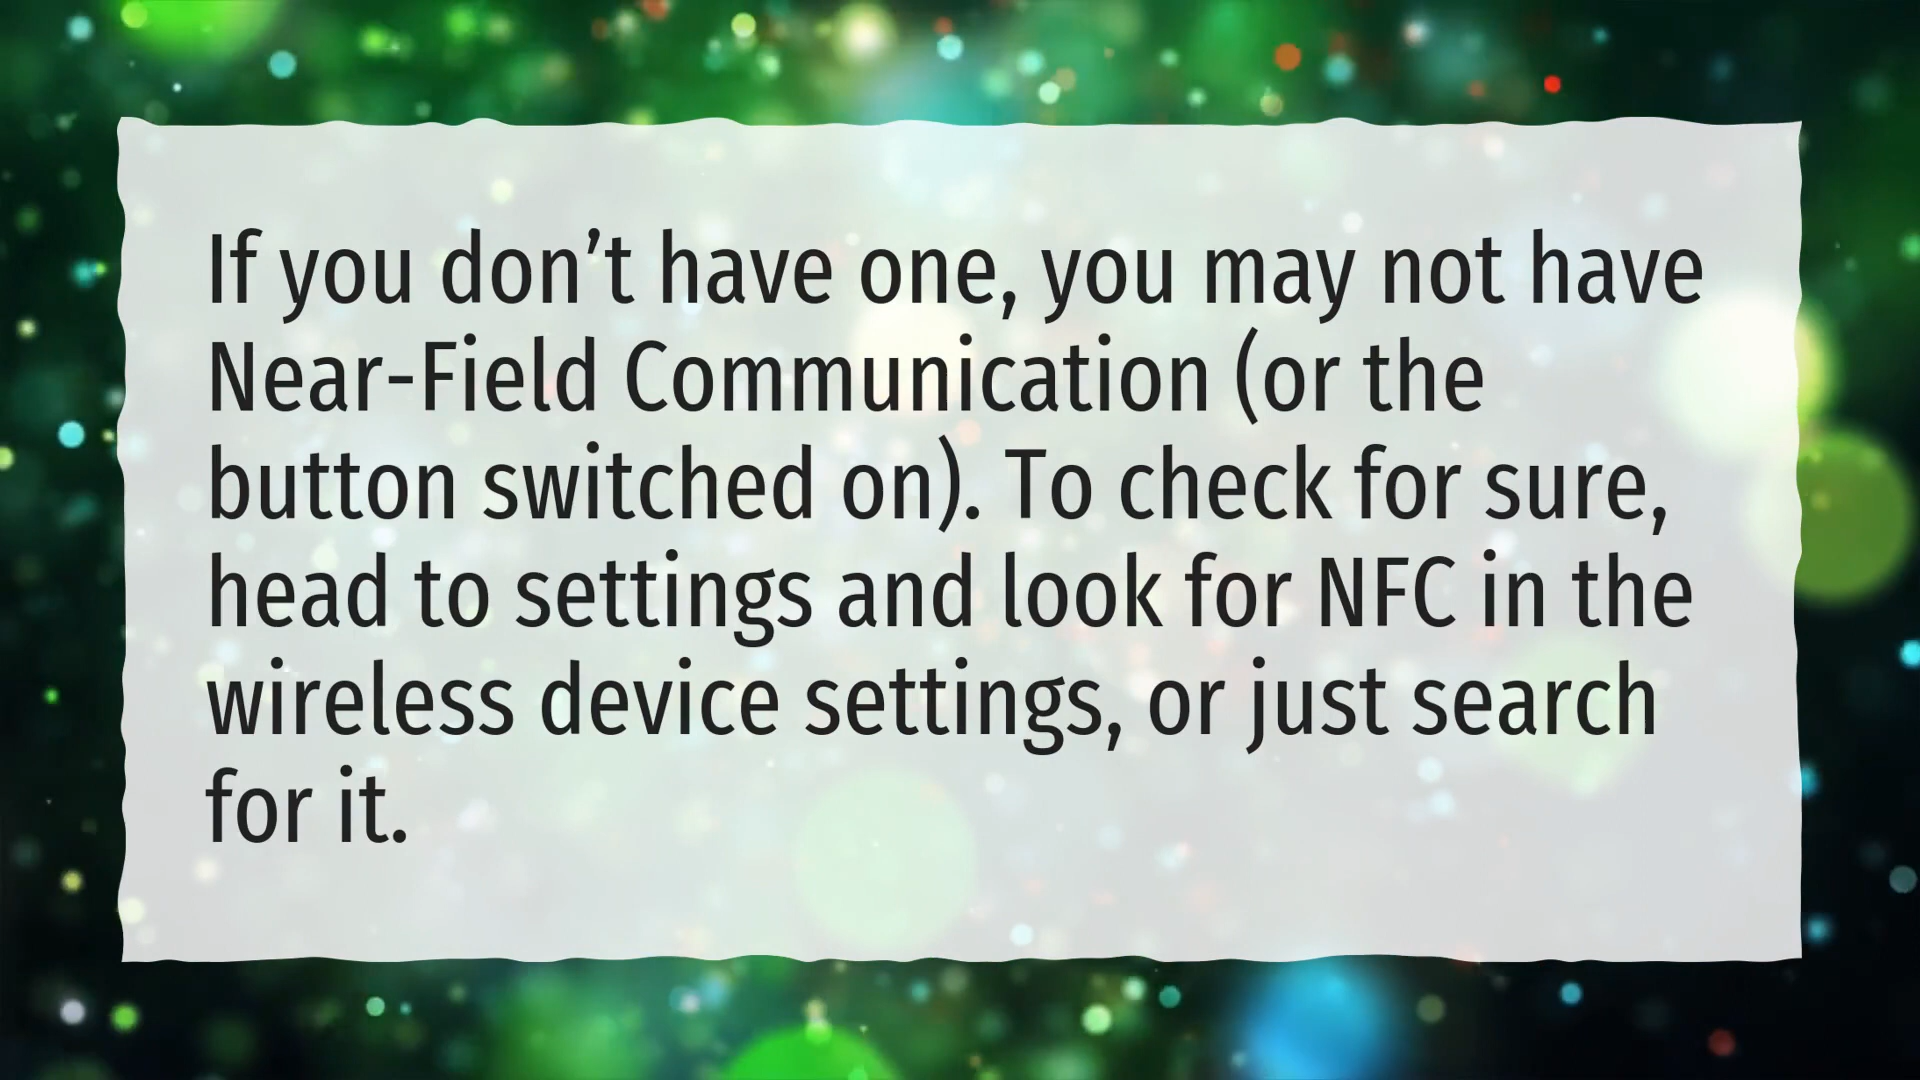 If you don’t have one, you may not have
Near-Field Communication (or the
button switched on). To check for sure,
head to settings and look for NFC in the
wireless device settings, or just search
for it.